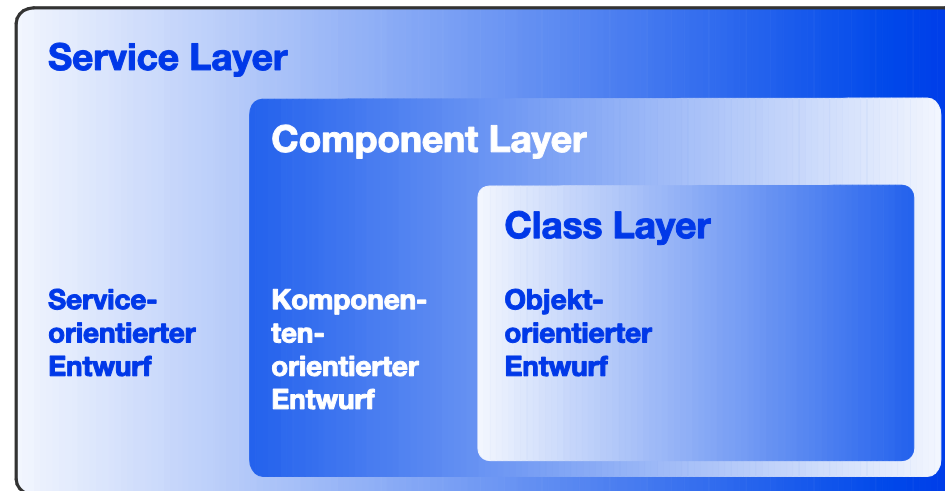 Service Layer
Component Layer
Class Layer
Service-
orientierter
Entwurf
Komponen-
ten-
orientierter
Entwurf
Objekt-
orientierter
Entwurf